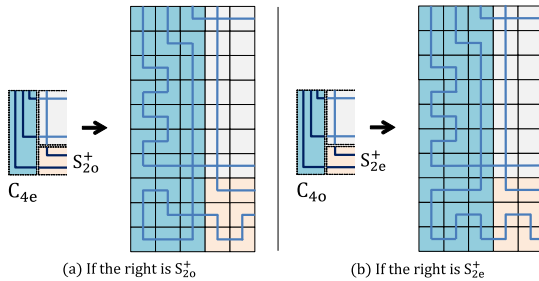 S⁺₂ₒ
C₄ₑ
(a) If the right is S⁺₂ₒ
S⁺₂ₑ
C₄ₒ
(b) If the right is S⁺₂ₑ